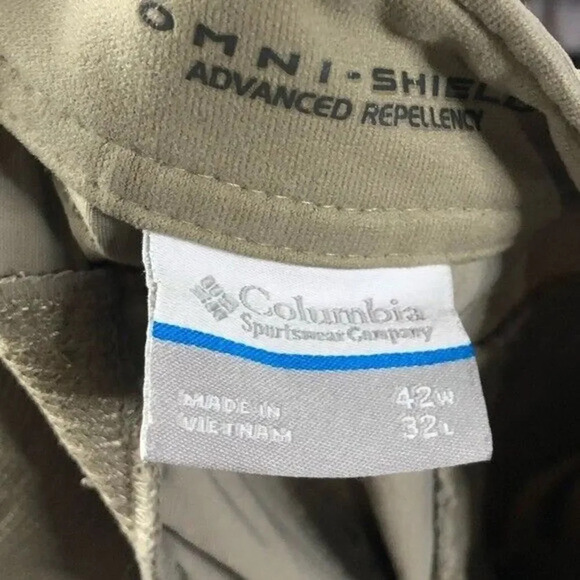 OMNI-SHIELD
ADVANCED REPELLENCY
Columbia
Sportswear Company
MADE IN
VIETNAM
42W
32L